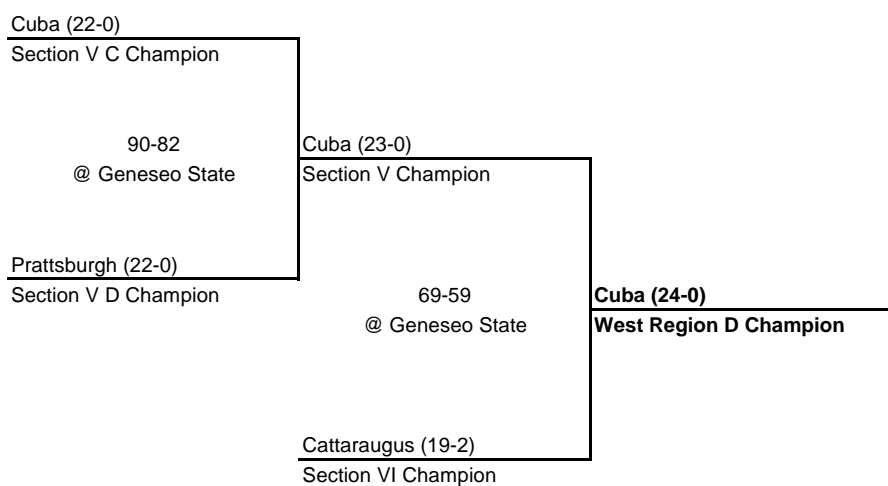 Cuba (22-0)
Section V C Champion
90-82
@ Geneseo State
Cuba (23-0)
Section V Champion
Prattsburgh (22-0)
Section V D Champion
69-59
@ Geneseo State
Cuba (24-0)
West Region D Champion
Cattaraugus (19-2)
Section VI Champion